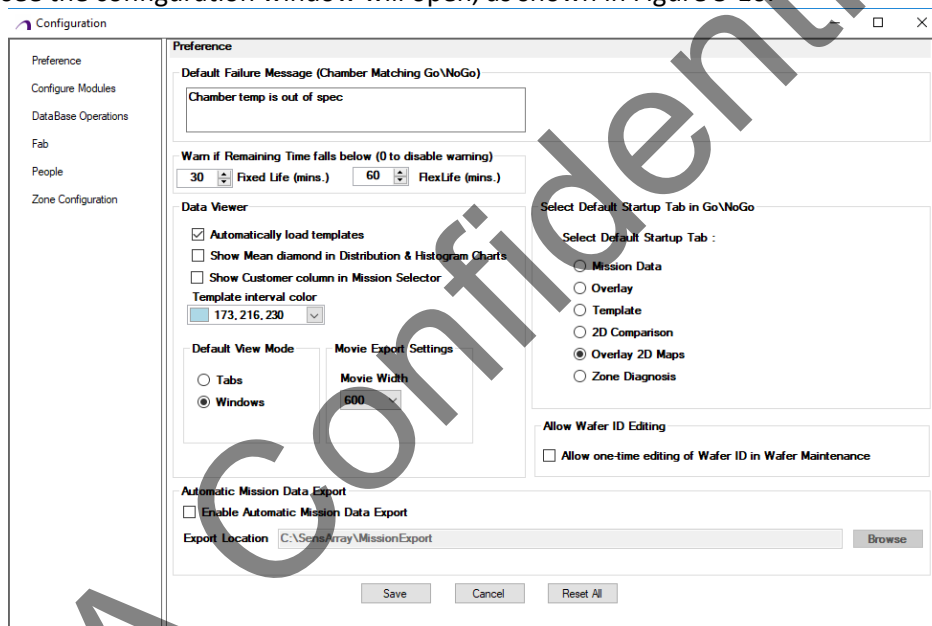 see the configuration window will open, as shown in Figure 3-10.
Configuration
Preference
Configure Modules
DataBase Operations
Fab
People
Zone Configuration
Preference
Default Failure Message (Chamber Matching Go\NoGo)
Chamber temp is out of spec
Warn if Remaining Time falls below (0 to disable warning)
30 Fixed Life (mins.) 60 FlexLife (mins.)
Data Viewer
Automatically load templates
Show Mean diamond in Distribution & Histogram Charts
Show Customer column in Mission Selector
Template interval color
173, 216, 230
Default View Mode
Tabs
Windows
Movie Export Settings
Movie Width
600
Select Default Startup Tab in Go\NoGo
Select Default Startup Tab :
Mission Data
Overlay
Template
2D Comparison
Overlay 2D Maps
Zone Diagnosis
Allow Wafer ID Editing
Allow one-time editing of Wafer ID in Wafer Maintenance
Automatic Mission Data Export
Enable Automatic Mission Data Export
Export Location C:\SensArray\MissionExport Browse
Save Cancel Reset All
A Confident